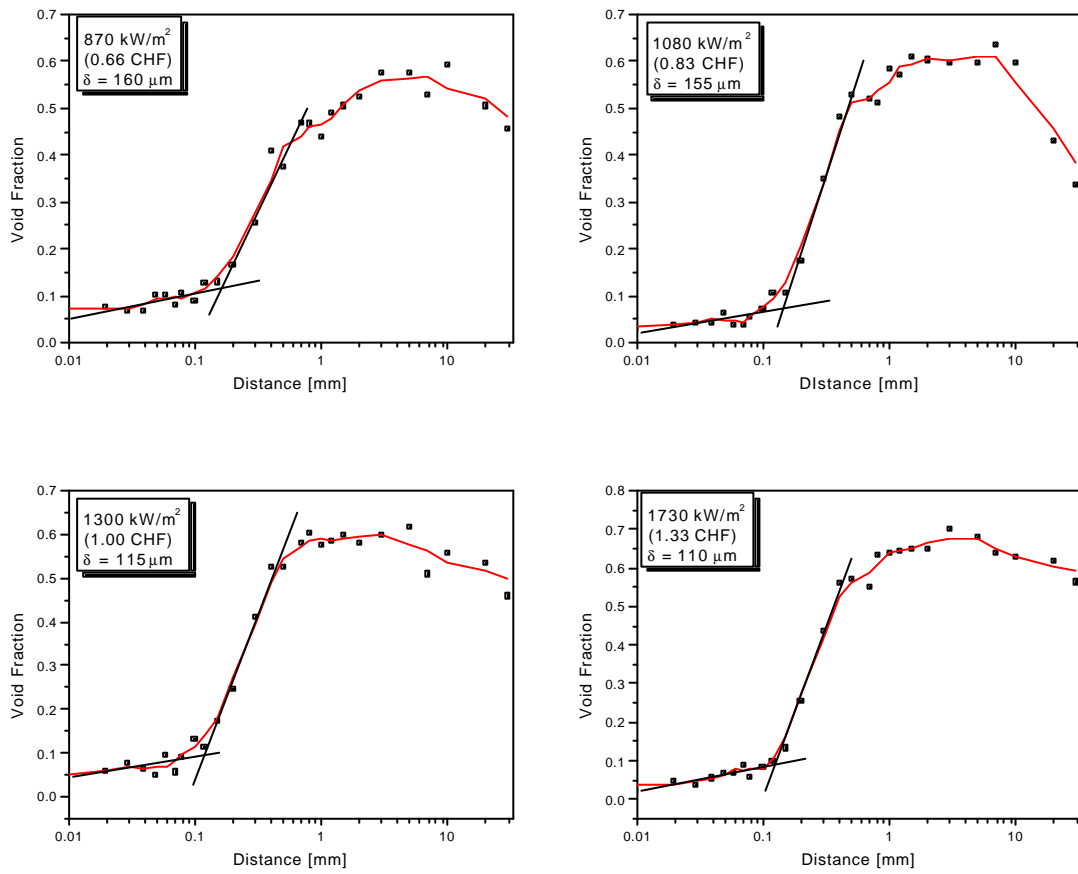 870 kW/m²
(0.66 CHF)
δ = 160 μm
0.7
0.6
0.5
0.4
0.3
0.2
0.1
0.0
Void Fraction
0.01
0.1
1
10
Distance [mm]
1080 kW/m²
(0.83 CHF)
δ = 155 μm
0.7
0.6
0.5
0.4
0.3
0.2
0.1
0.0
Void Fraction
0.01
0.1
1
10
DIstance [mm]
1300 kW/m²
(1.00 CHF)
δ = 115 μm
0.7
0.6
0.5
0.4
0.3
0.2
0.1
0.0
Void Fraction
0.01
0.1
1
10
Distance [mm]
1730 kW/m²
(1.33 CHF)
δ = 110 μm
0.8
0.7
0.6
0.5
0.4
0.3
0.2
0.1
0.0
Void Fraction
0.01
0.1
1
10
Distance [mm]